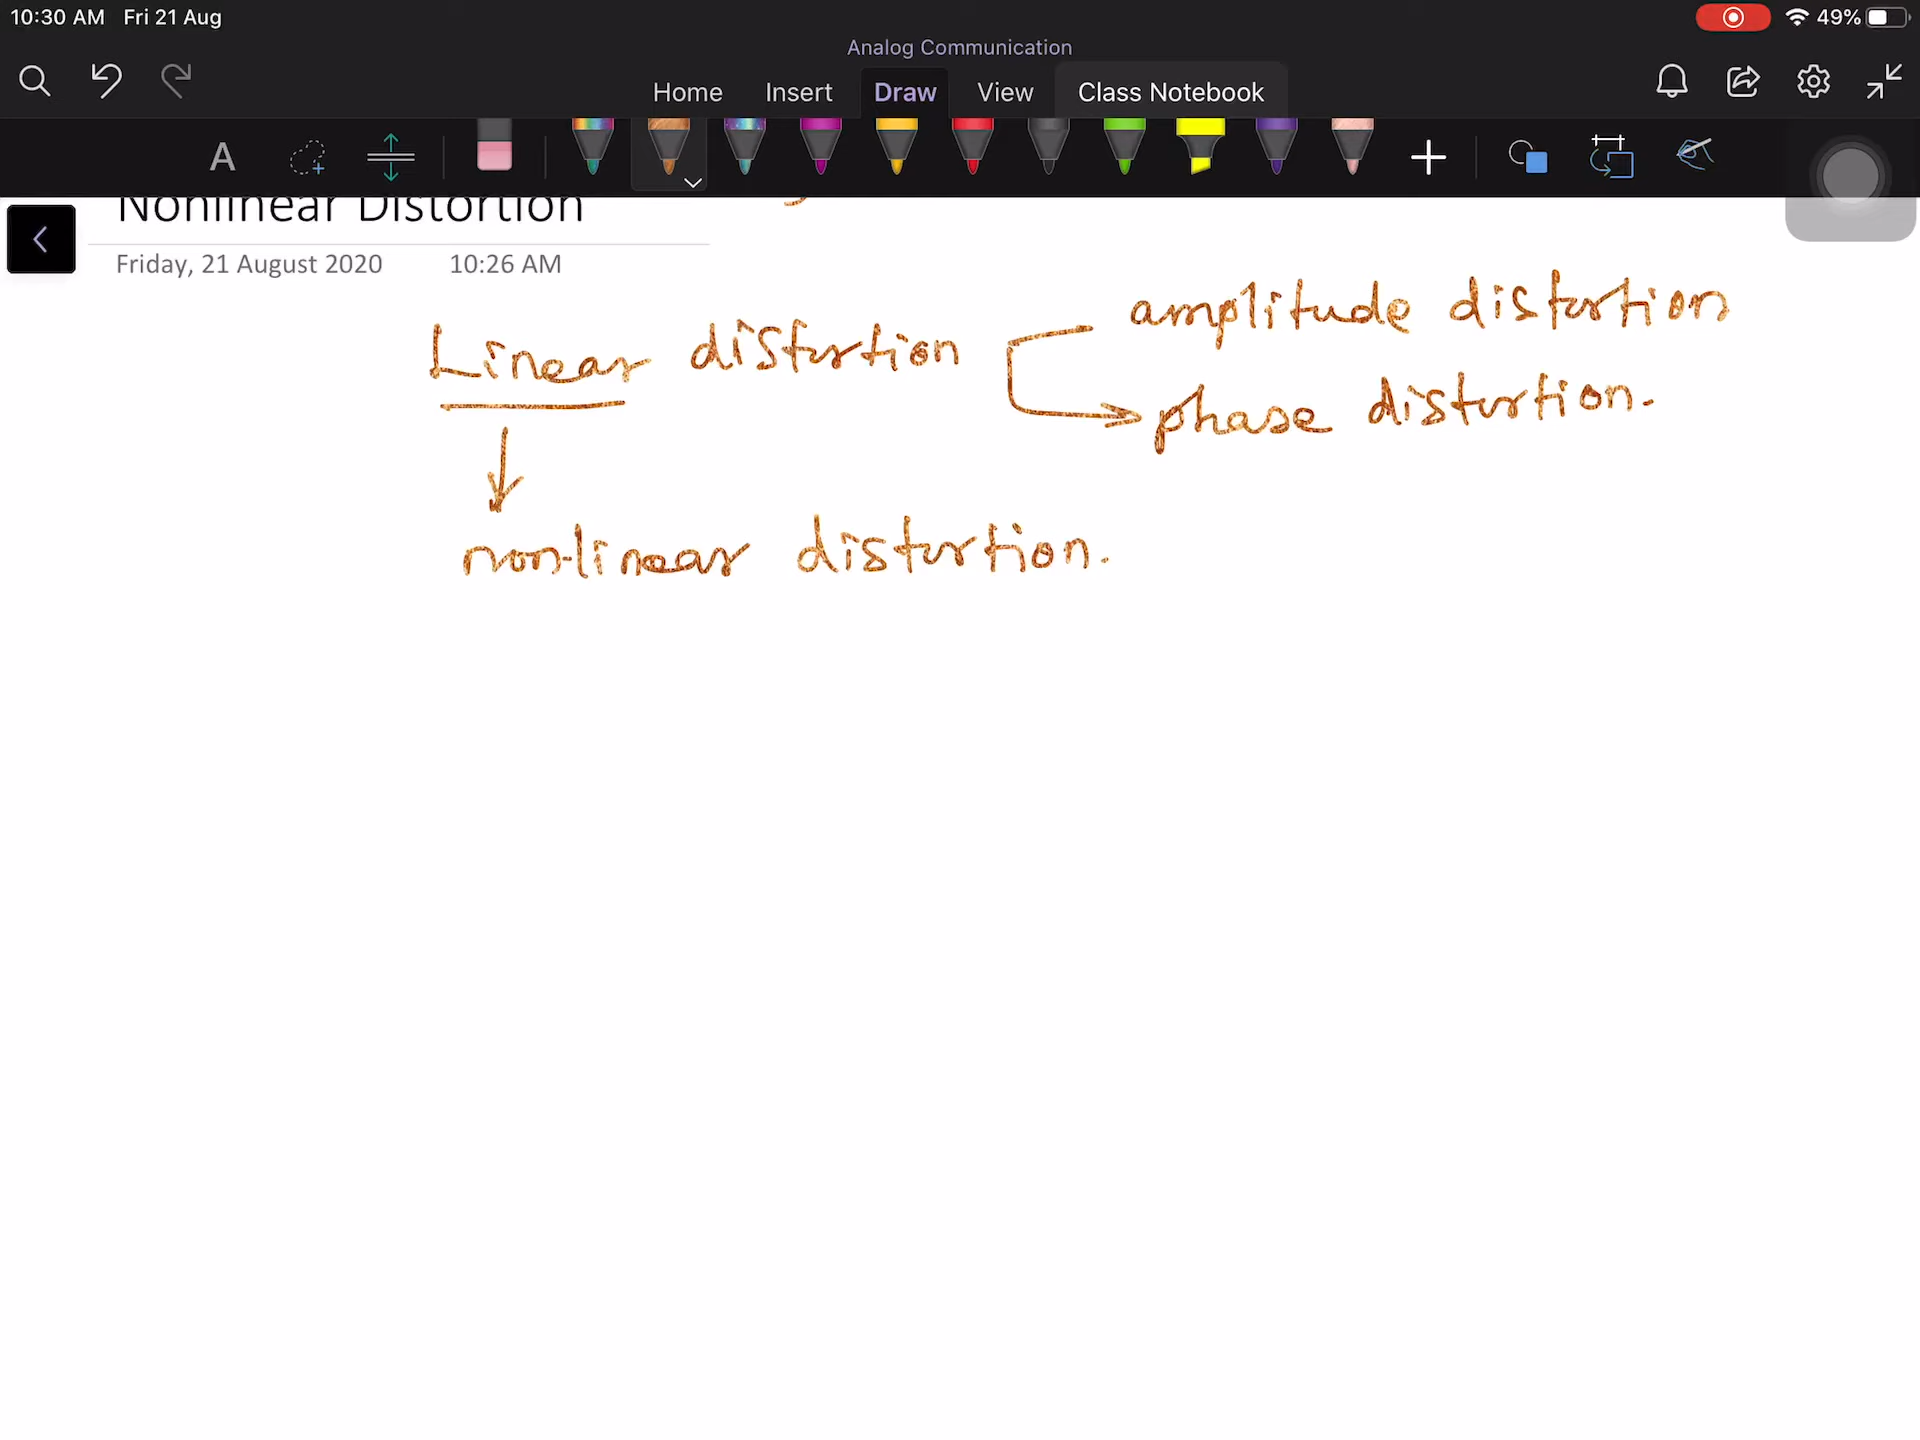 10:30 AM Fri 21 Aug
49%
Analog Communication
Home Insert Draw View Class Notebook
A
Nonlinear Distortion
Friday, 21 August 2020 10:26 AM
amplitude distortion
Linear distortion
phase distortion.
non-linear distortion.